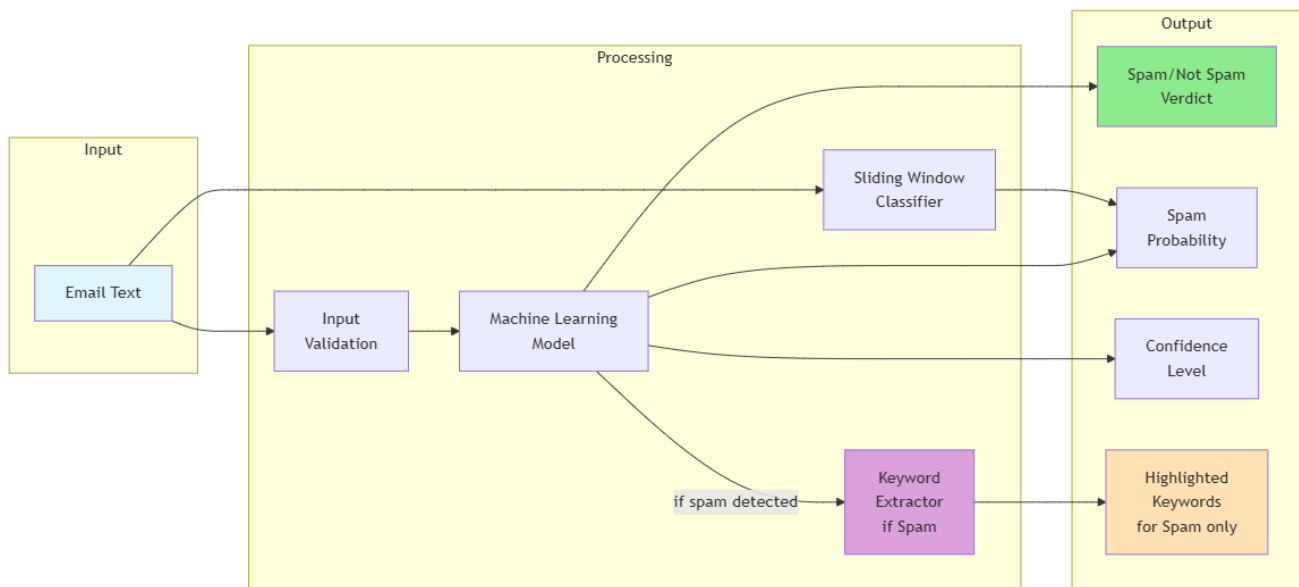 Input
Email Text
Processing
Input
Validation
Machine Learning
Model
Sliding Window
Classifier
if spam detected
Keyword
Extractor
if Spam
Output
Spam/Not Spam
Verdict
Spam
Probability
Confidence
Level
Highlighted
Keywords
for Spam only